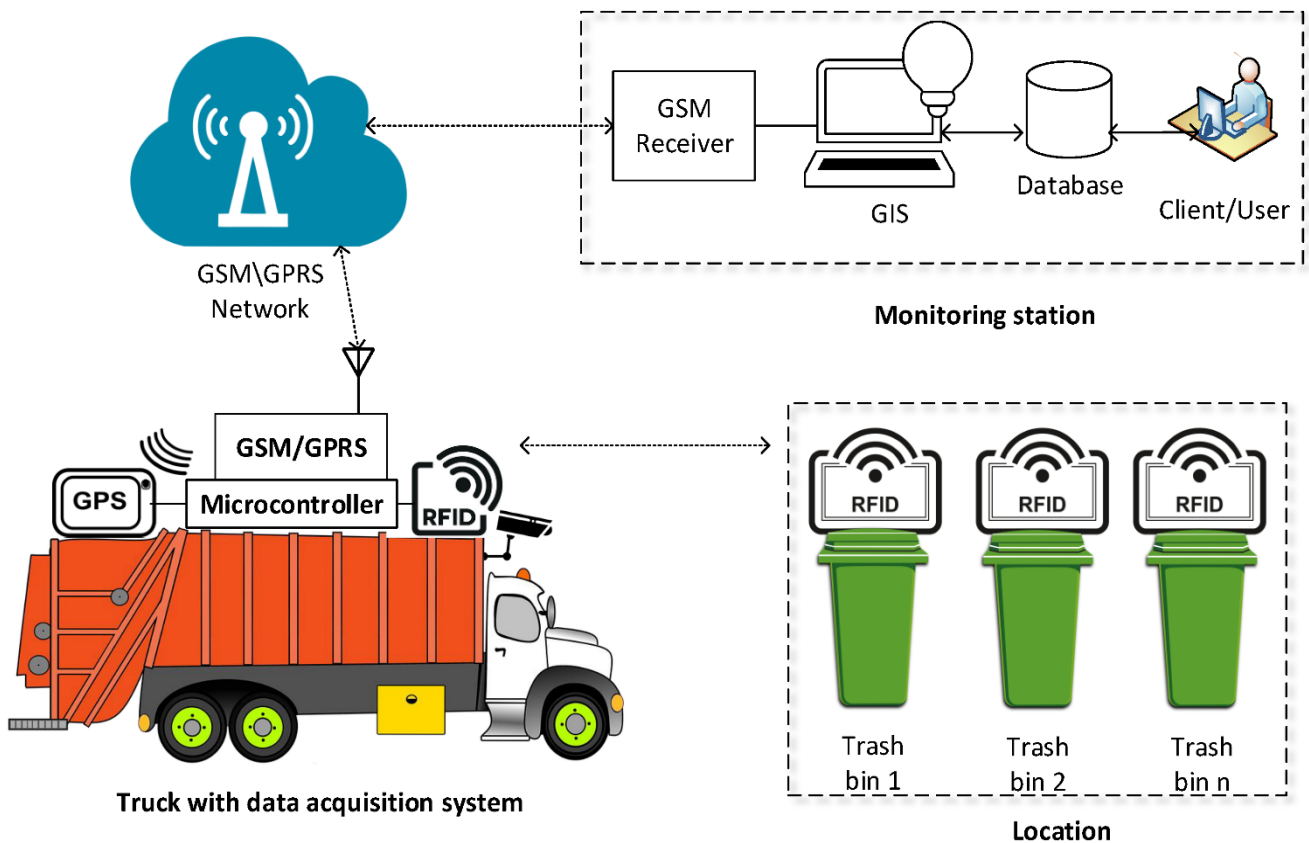 GSM
Receiver
GIS
Database
Client/User
Monitoring station
GSM\GPRS
Network
GSM/GPRS
GPS
Microcontroller
RFID
Truck with data acquisition system
RFID
RFID
RFID
Trash
bin 1
Trash
bin 2
Trash
bin n
Location